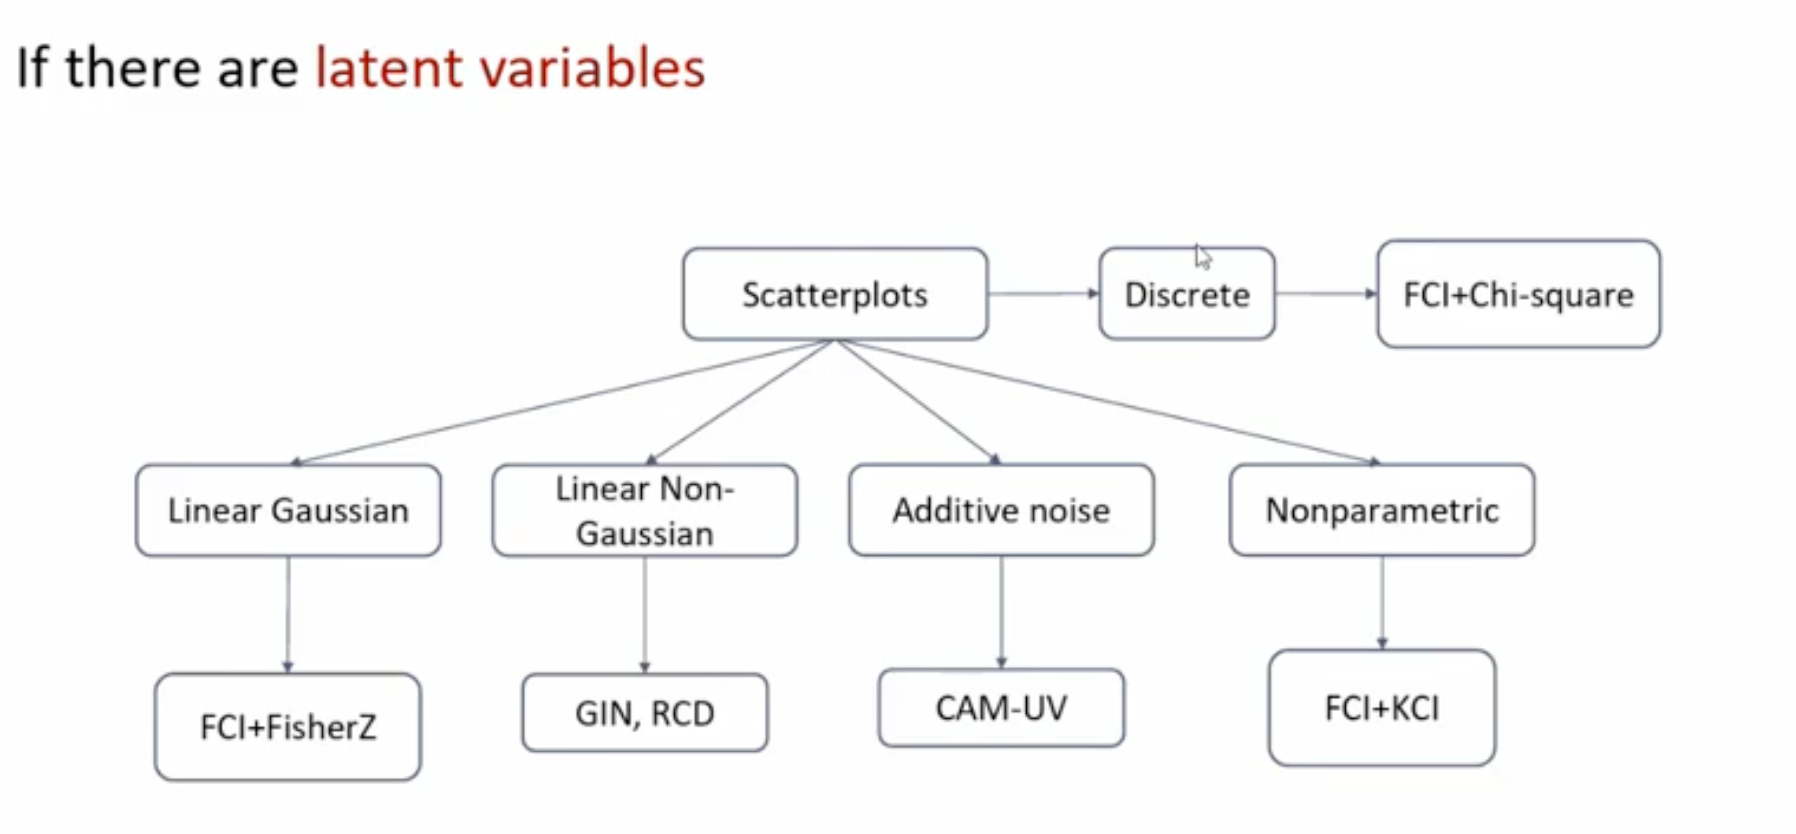 If there are latent variables
Scatterplots
Discrete
FCI+Chi-square
Linear Gaussian
Linear Non-
Gaussian
Additive noise
Nonparametric
FCI+FisherZ
GIN, RCD
CAM-UV
FCI+KCI